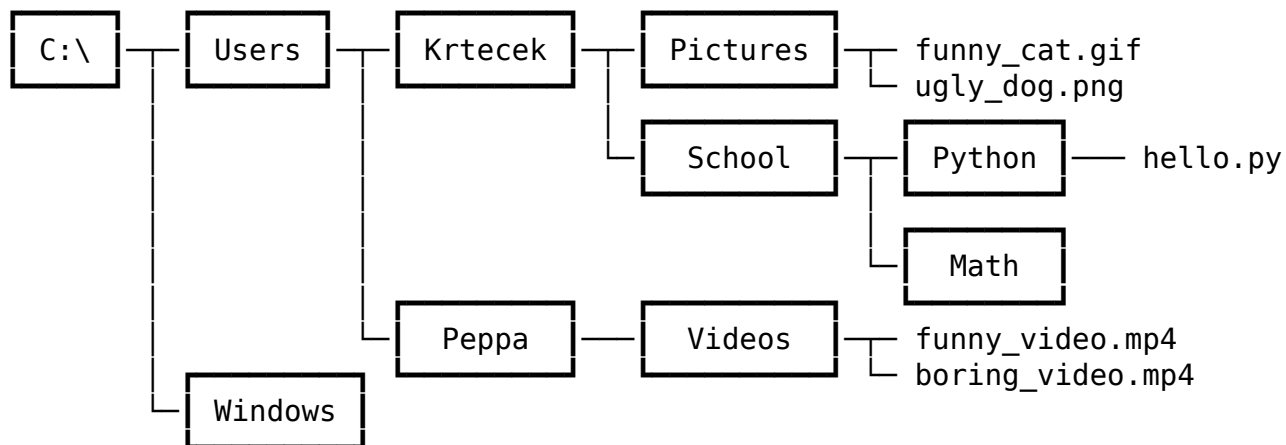 C:\ Users Krtecek Pictures funny_cat.gif
ugly_dog.png
School Python hello.py
Math
Peppa Videos funny_video.mp4
boring_video.mp4
Windows